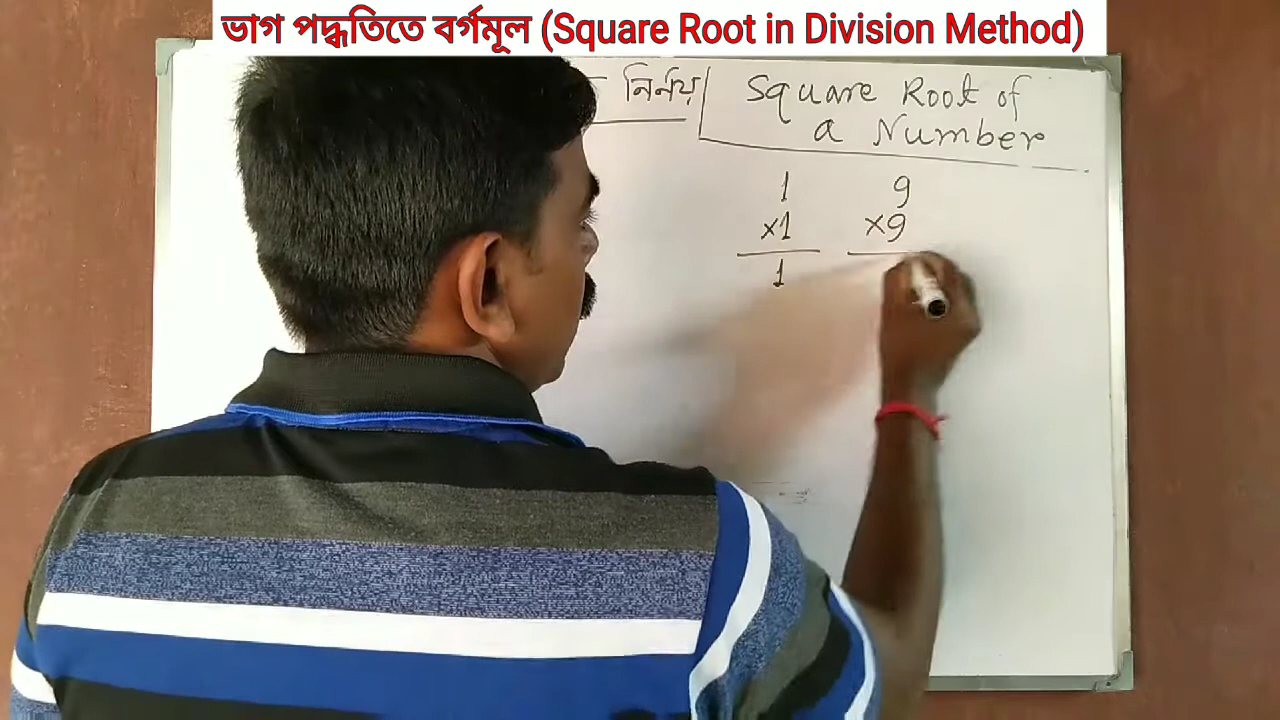 ভাগ পদ্ধতিতে বর্গমূল (Square Root in Division Method)
নির্ণয়
Square Root of
a Number
1 9
×1 ×9
1